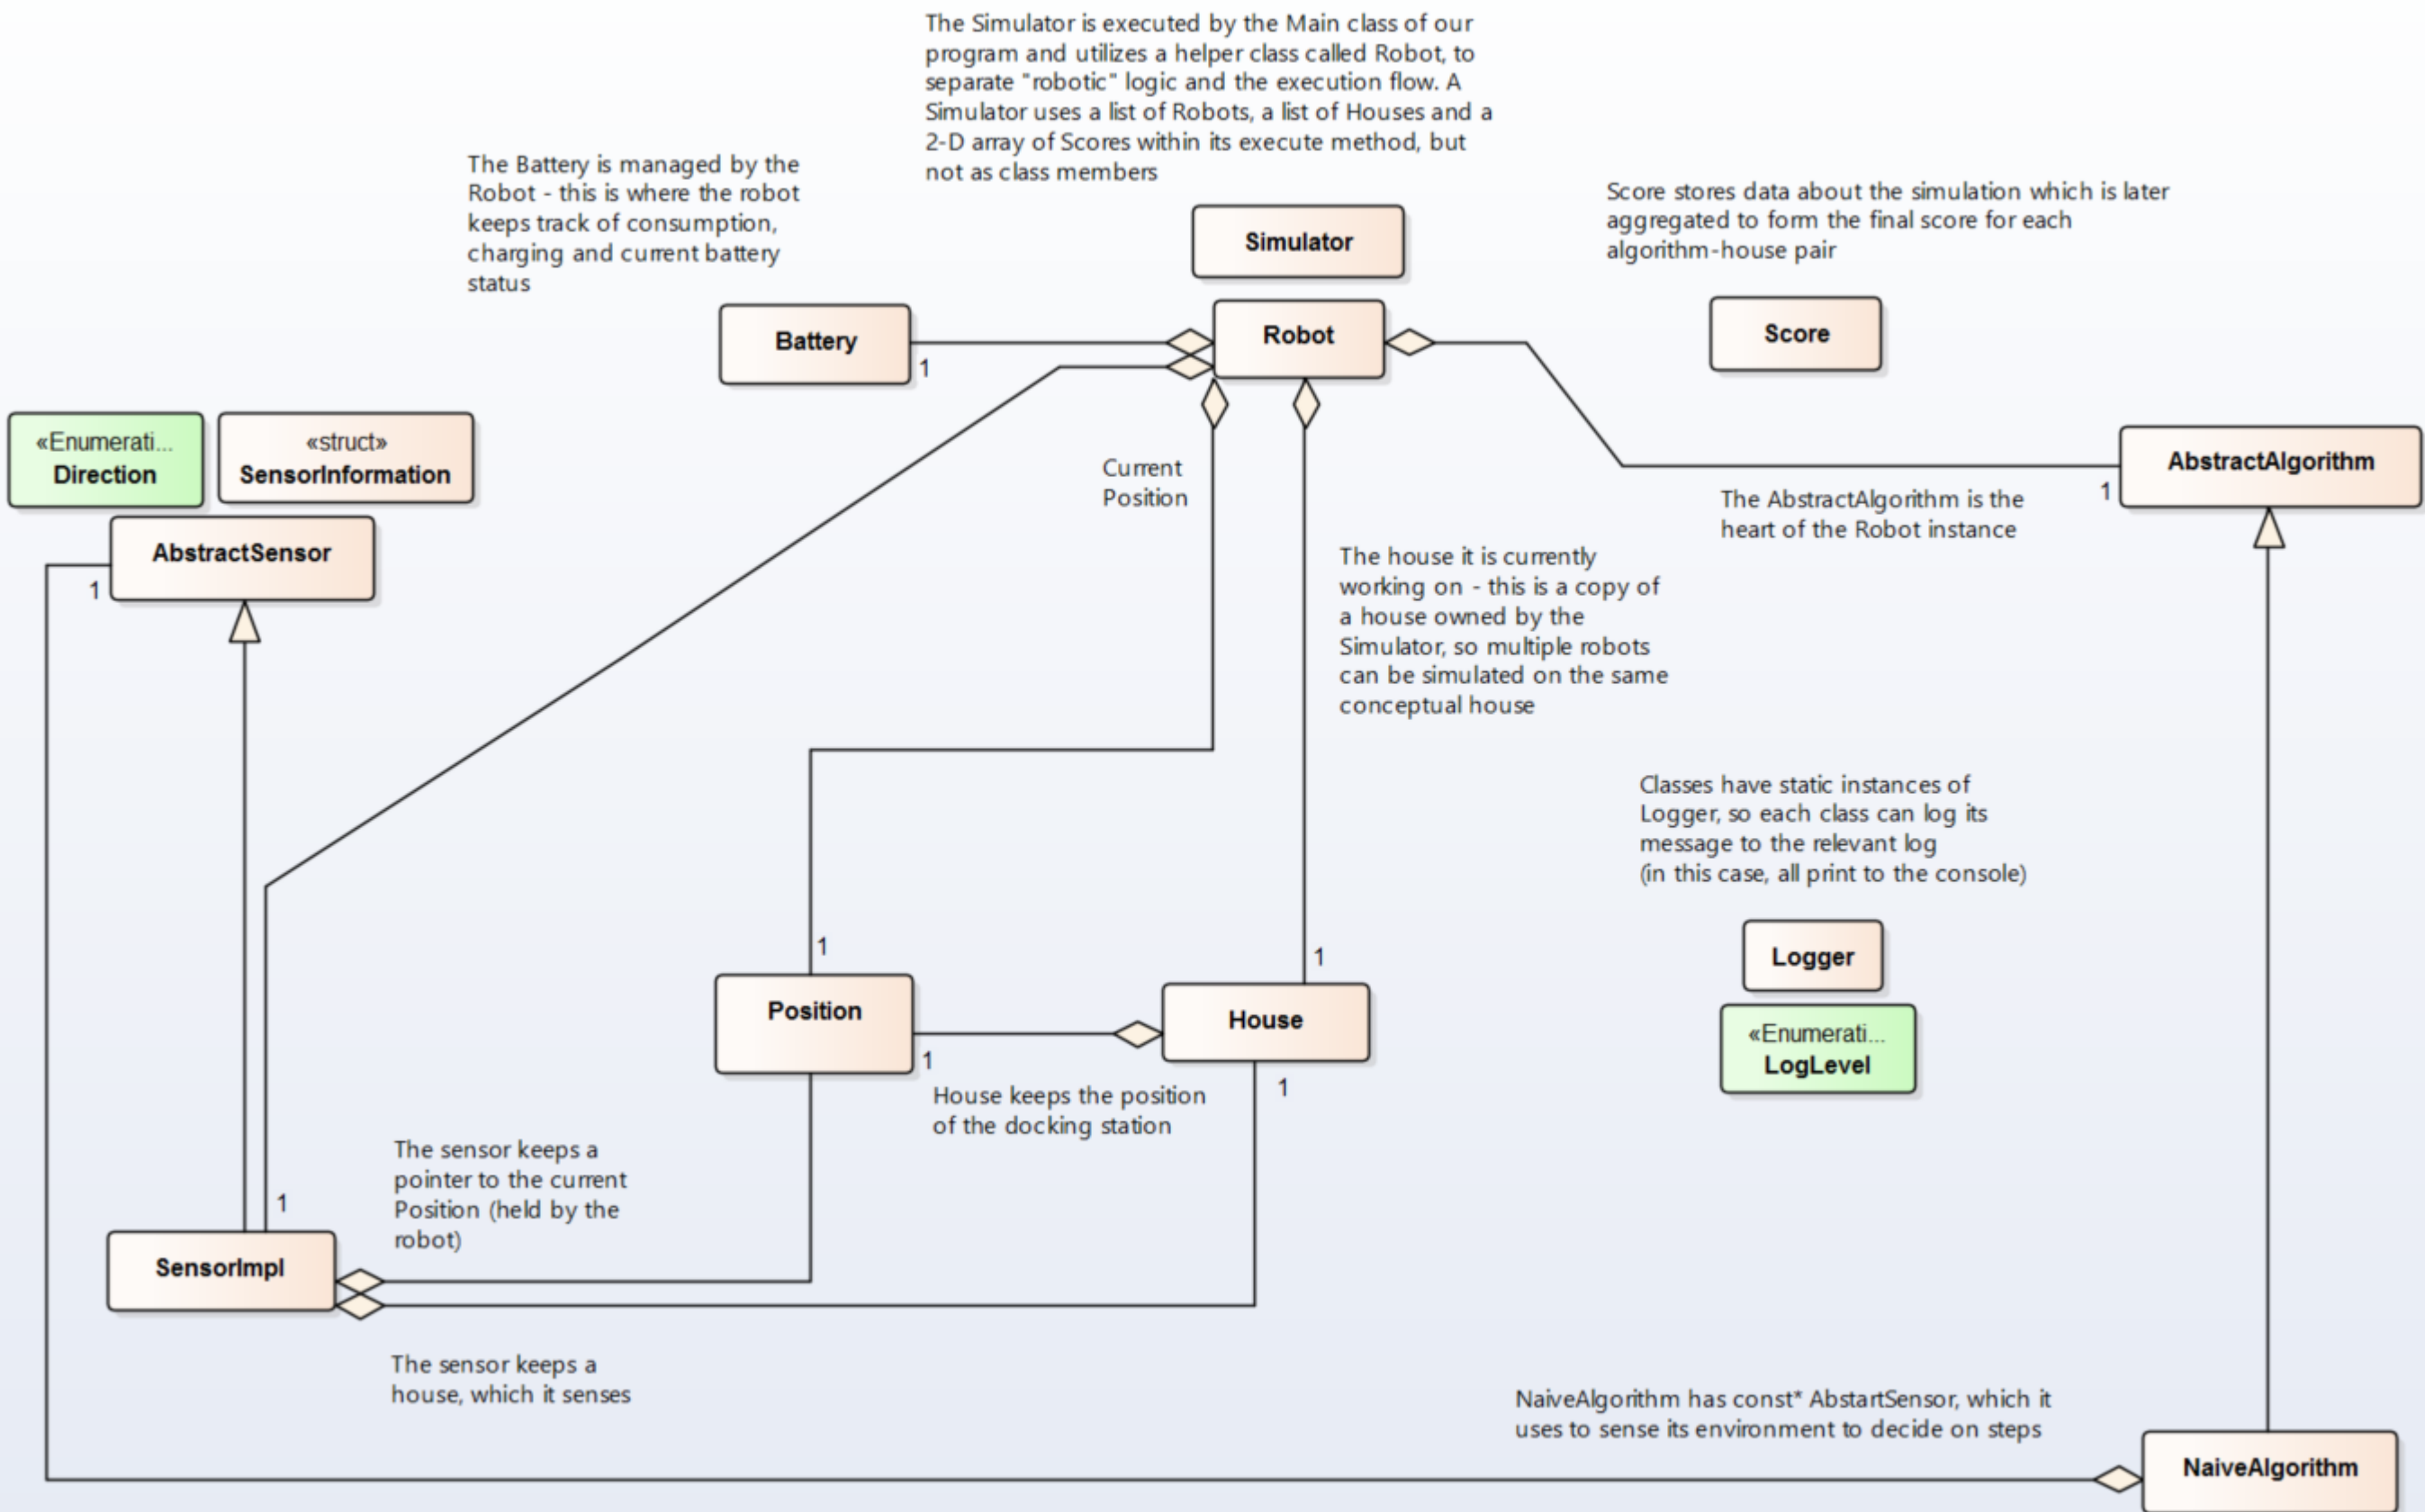 The Simulator is executed by the Main class of our
program and utilizes a helper class called Robot, to
separate "robotic" logic and the execution flow. A
Simulator uses a list of Robots, a list of Houses and a
2-D array of Scores within its execute method, but
not as class members
The Battery is managed by the
Robot - this is where the robot
keeps track of consumption,
charging and current battery
status
Score stores data about the simulation which is later
aggregated to form the final score for each
algorithm-house pair
Simulator
Battery
1
Robot
Score
«Enumerati...
Direction
«struct»
SensorInformation
AbstractSensor
1
Current
Position
AbstractAlgorithm
1
The AbstractAlgorithm is the
heart of the Robot instance
The house it is currently
working on - this is a copy of
a house owned by the
Simulator, so multiple robots
can be simulated on the same
conceptual house
Classes have static instances of
Logger, so each class can log its
message to the relevant log
(in this case, all print to the console)
1
1
Position
House
Logger
«Enumerati...
LogLevel
1
1
House keeps the position
of the docking station
The sensor keeps a
pointer to the current
Position (held by the
robot)
1
SensorImpl
The sensor keeps a
house, which it senses
NaiveAlgorithm has const* AbstartSensor, which it
uses to sense its environment to decide on steps
NaiveAlgorithm